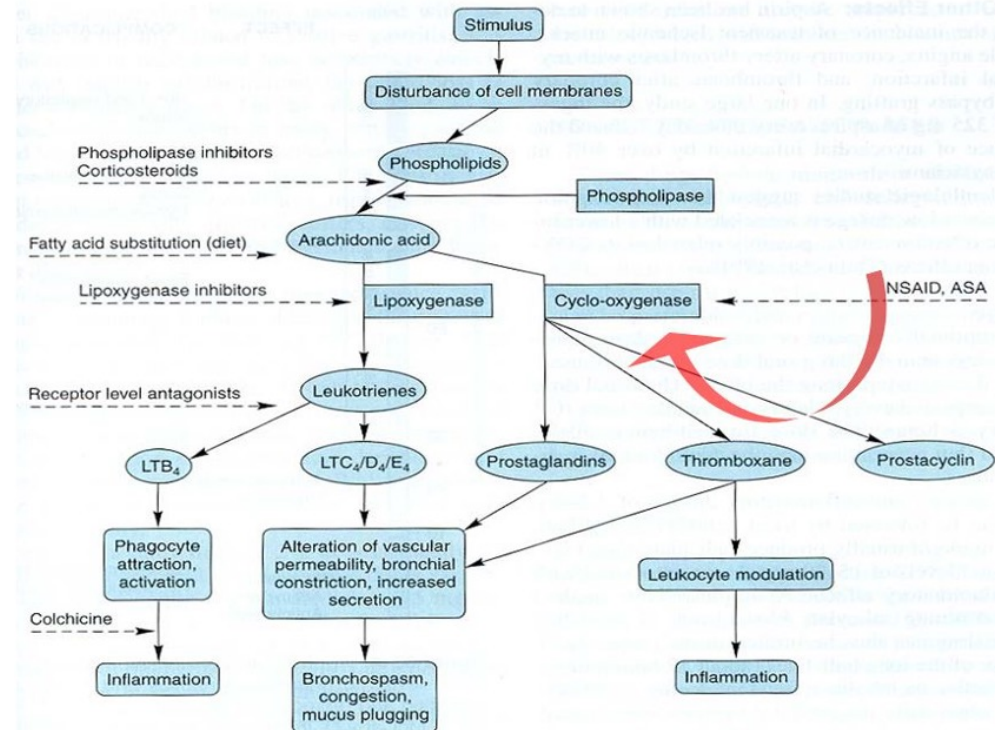 Stimulus
Disturbance of cell membranes
Phospholipase inhibitors
Corticosteroids
Phospholipids
Phospholipase
Fatty acid substitution (diet)
Arachidonic acid
Lipoxygenase inhibitors
Lipoxygenase
Cyclo-oxygenase
NSAID, ASA
Receptor level antagonists
Leukotrienes
LTB4
LTC4/D4/E4
Prostaglandins
Thromboxane
Prostacyclin
Phagocyte
attraction,
activation
Alteration of vascular
permeability, bronchial
constriction, increased
secretion
Leukocyte modulation
Colchicine
Inflammation
Bronchospasm,
congestion,
mucus plugging
Inflammation